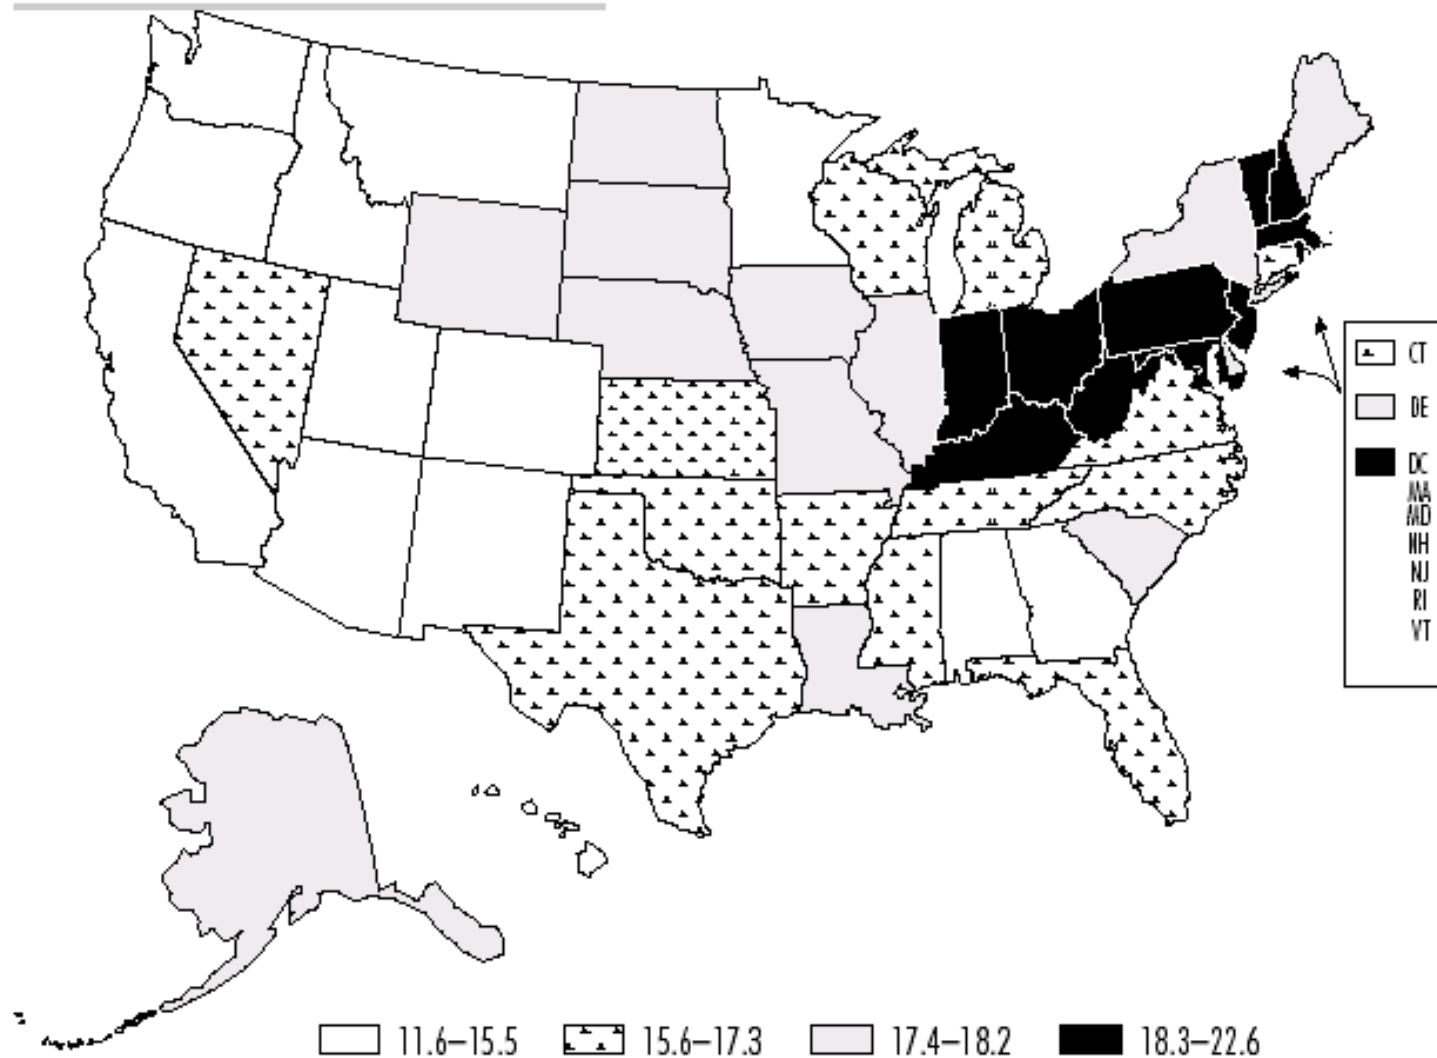 CT
DE
DC
MA
MD
NH
NJ
RI
VT
11.6–15.5 15.6–17.3 17.4–18.2 18.3–22.6